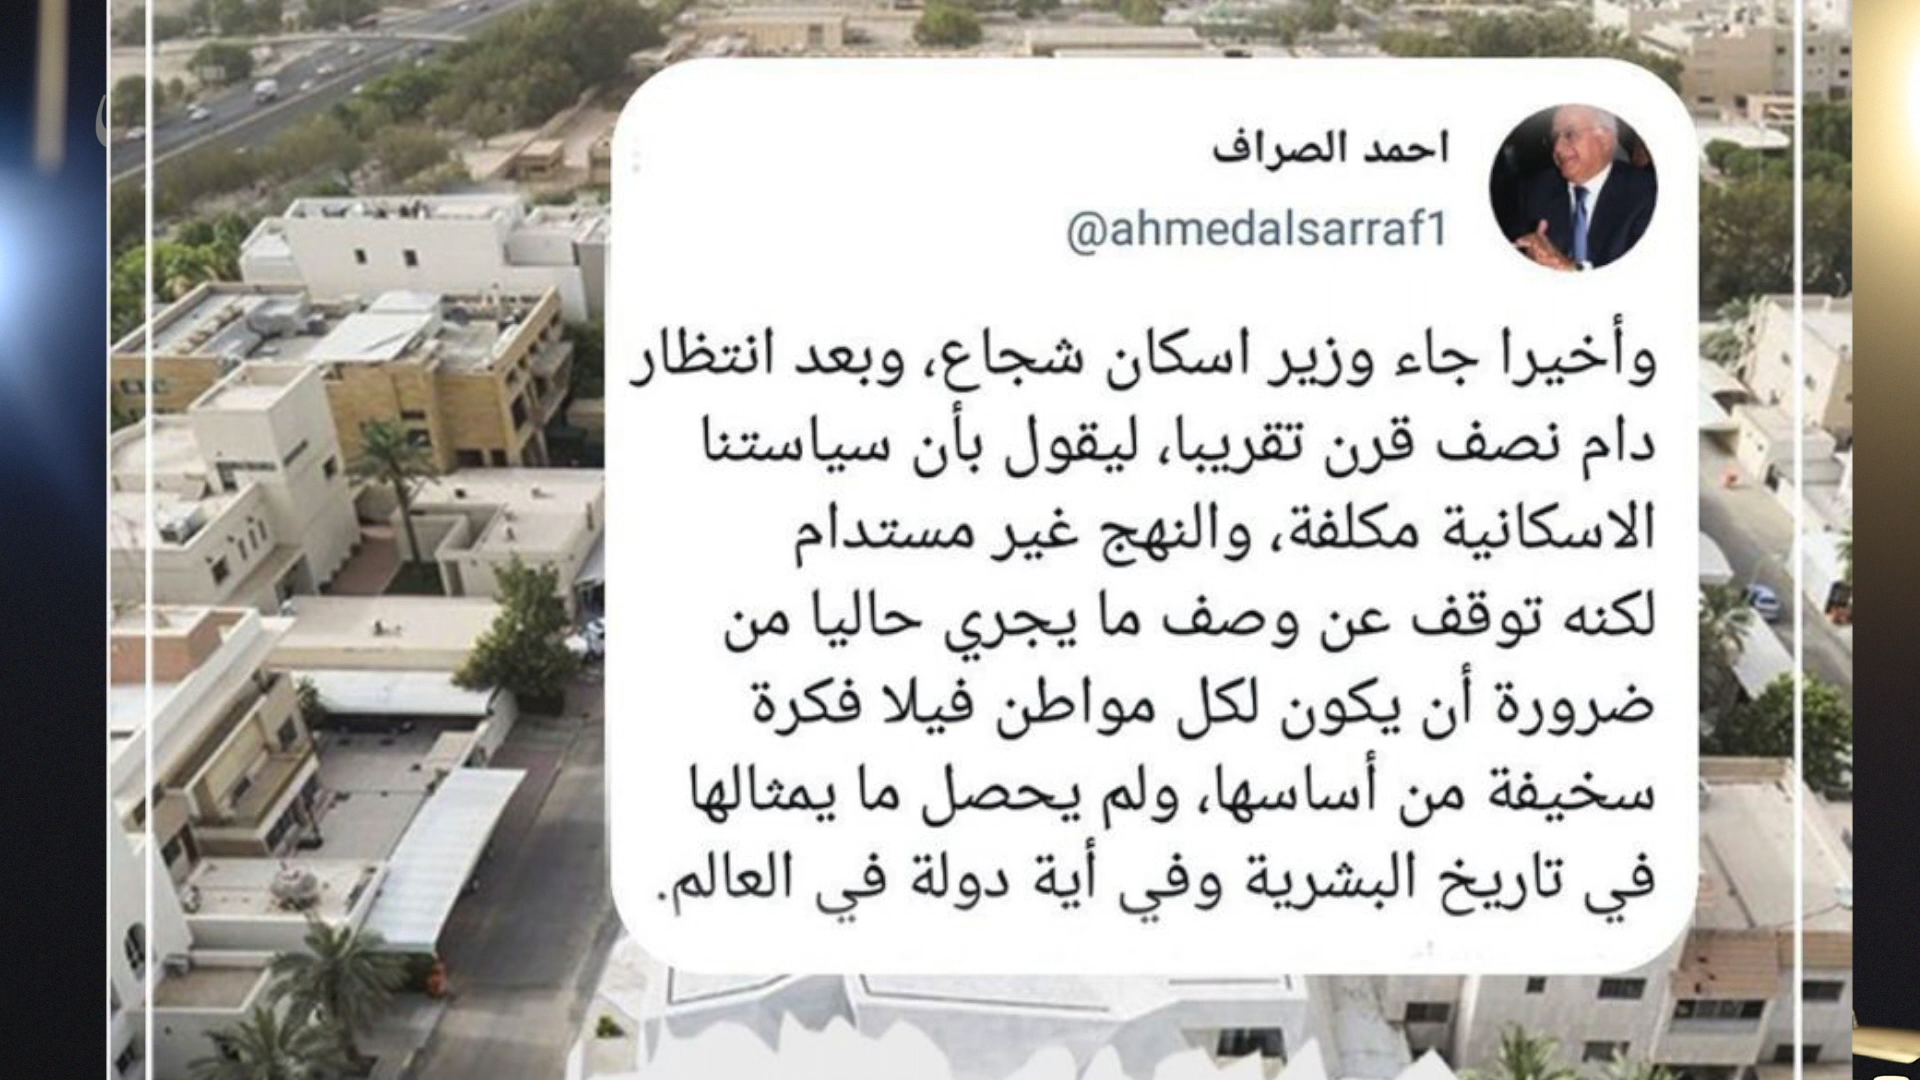 احمد الصراف
@ahmedalsarraf1
وأخيرا جاء وزير اسكان شجاع، وبعد انتظار
دام نصف قرن تقريبا، ليقول بأن سياستنا
الاسكانية مكلفة، والنهج غير مستدام
لكنه توقف عن وصف ما يجري حاليا من
ضرورة أن يكون لكل مواطن فيلا فكرة
سخيفة من أساسها، ولم يحصل ما يمثالها
في تاريخ البشرية وفي أية دولة في العالم.